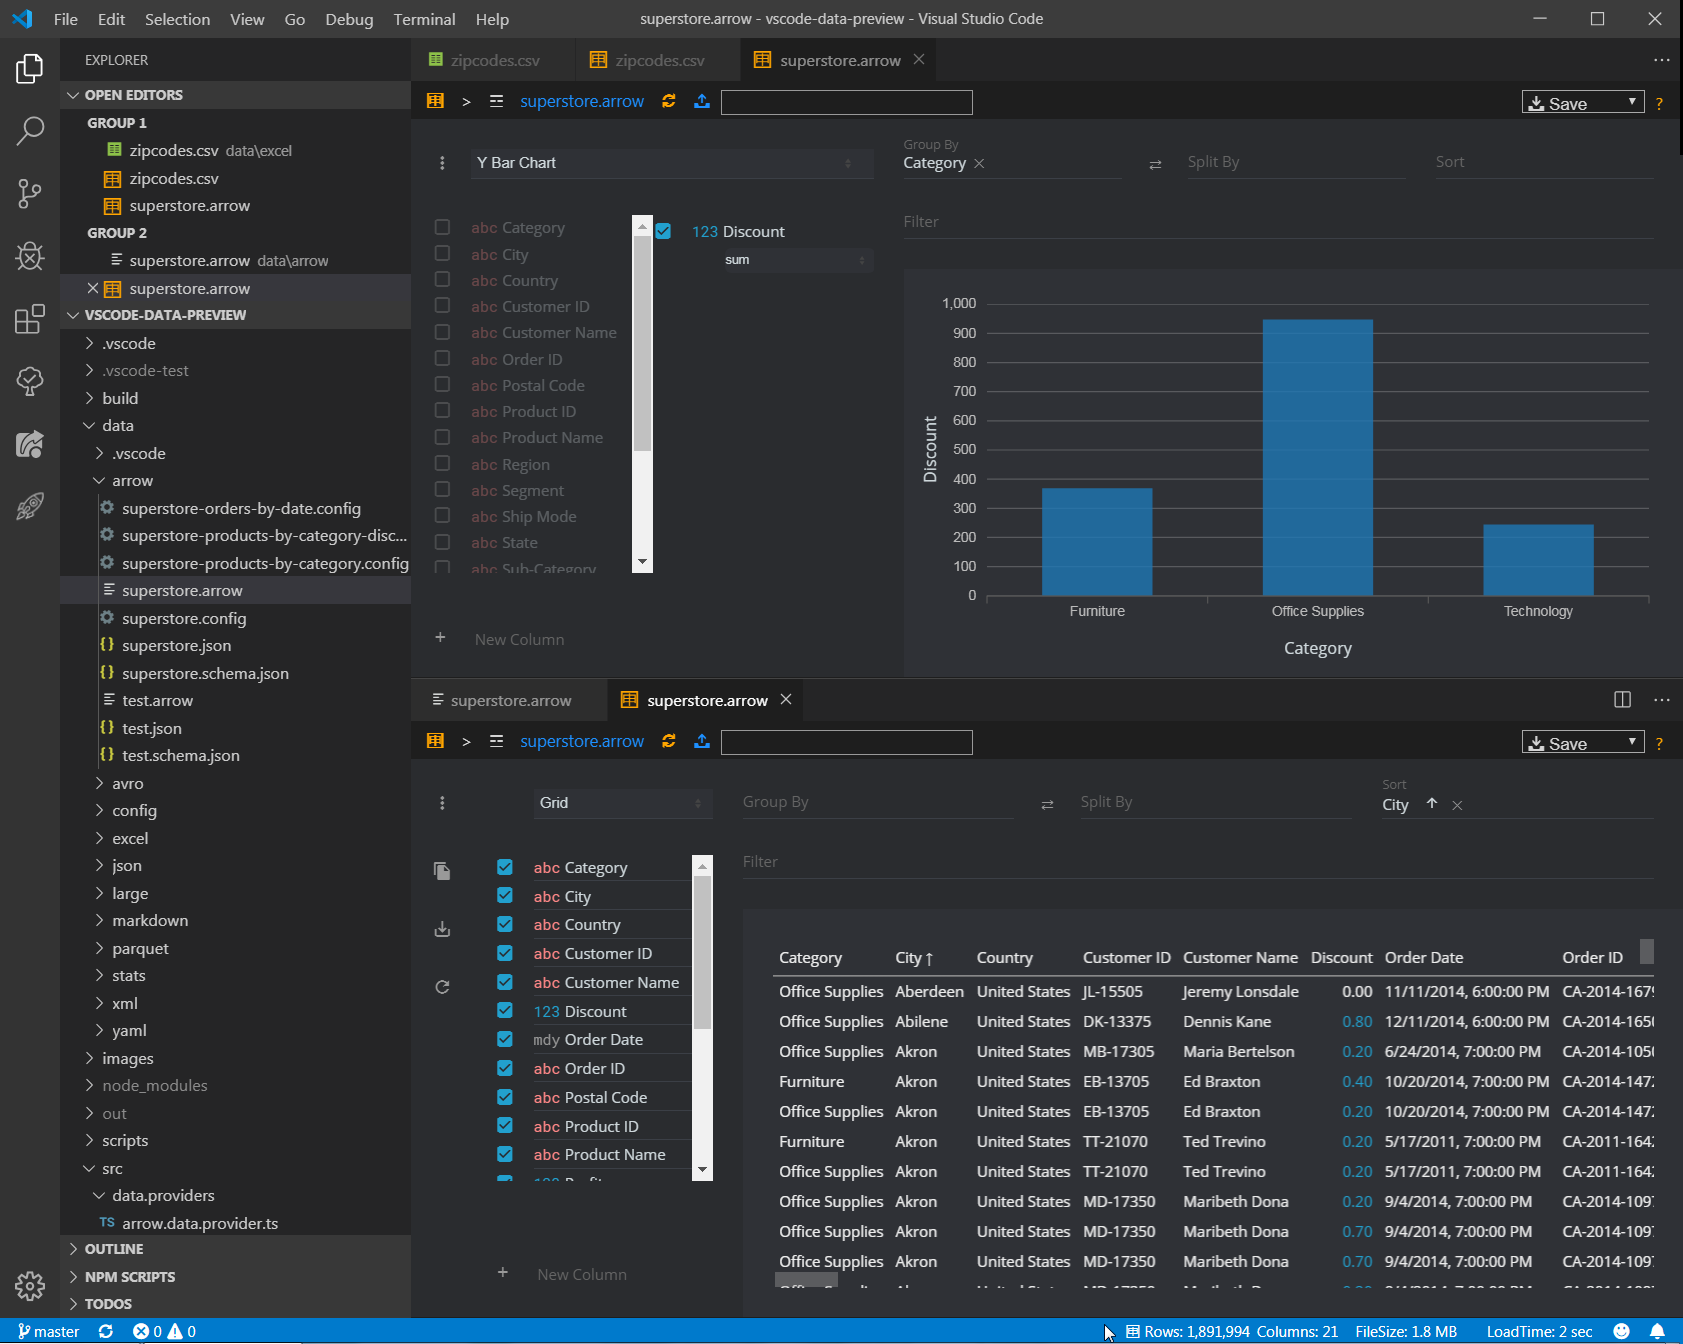 File Edit Selection View Go Debug Terminal Help
superstore.arrow - vscode-data-preview - Visual Studio Code
EXPLORER
OPEN EDITORS
GROUP 1
zipcodes.csv data\excel
zipcodes.csv
superstore.arrow
GROUP 2
superstore.arrow data\arrow
superstore.arrow
VSCODE-DATA-PREVIEW
.vscode
.vscode-test
build
data
.vscode
arrow
superstore-orders-by-date.config
superstore-products-by-category-disc...
superstore-products-by-category.config
superstore.arrow
superstore.config
{} superstore.json
{} superstore.schema.json
test.arrow
{} test.json
{} test.schema.json
avro
config
excel
json
large
markdown
parquet
stats
xml
yaml
images
node_modules
out
scripts
src
data.providers
TS arrow.data.provider.ts
OUTLINE
NPM SCRIPTS
TODOS
zipcodes.csv
zipcodes.csv
superstore.arrow
> superstore.arrow
Save
?
Y Bar Chart
Group By
Category
Split By
Sort
Filter
abc Category
abc City
abc Country
abc Customer ID
abc Customer Name
abc Order ID
abc Postal Code
abc Product ID
abc Product Name
abc Region
abc Segment
abc Ship Mode
abc State
abc Sub-Category
123 Discount
sum
+ New Column
1,000
900
800
700
600
500
400
300
200
100
0
Discount
Furniture Office Supplies Technology
Category
superstore.arrow
superstore.arrow
> superstore.arrow
Save
?
Grid
Group By
Split By
Sort
City
Filter
abc Category
abc City
abc Country
abc Customer ID
abc Customer Name
123 Discount
mdy Order Date
abc Order ID
abc Postal Code
abc Product ID
abc Product Name
123 Profit
+ New Column
Category City↑ Country Customer ID Customer Name Discount Order Date Order ID
Office Supplies Aberdeen United States JL-15505 Jeremy Lonsdale 0.00 11/11/2014, 6:00:00 PM CA-2014-1679
Office Supplies Abilene United States DK-13375 Dennis Kane 0.80 12/11/2014, 6:00:00 PM CA-2014-1650
Office Supplies Akron United States MB-17305 Maria Bertelson 0.20 6/24/2014, 7:00:00 PM CA-2014-1050
Furniture Akron United States EB-13705 Ed Braxton 0.40 10/20/2014, 7:00:00 PM CA-2014-1472
Office Supplies Akron United States EB-13705 Ed Braxton 0.20 10/20/2014, 7:00:00 PM CA-2014-1472
Furniture Akron United States TT-21070 Ted Trevino 0.20 5/17/2011, 7:00:00 PM CA-2011-1642
Office Supplies Akron United States TT-21070 Ted Trevino 0.20 5/17/2011, 7:00:00 PM CA-2011-1642
Office Supplies Akron United States MD-17350 Maribeth Dona 0.20 9/4/2014, 7:00:00 PM CA-2014-1097
Office Supplies Akron United States MD-17350 Maribeth Dona 0.70 9/4/2014, 7:00:00 PM CA-2014-1097
Office Supplies Akron United States MD-17350 Maribeth Dona 0.70 9/4/2014, 7:00:00 PM CA-2014-1097
master 0 0
Rows: 1,891,994 Columns: 21 FileSize: 1.8 MB LoadTime: 2 sec